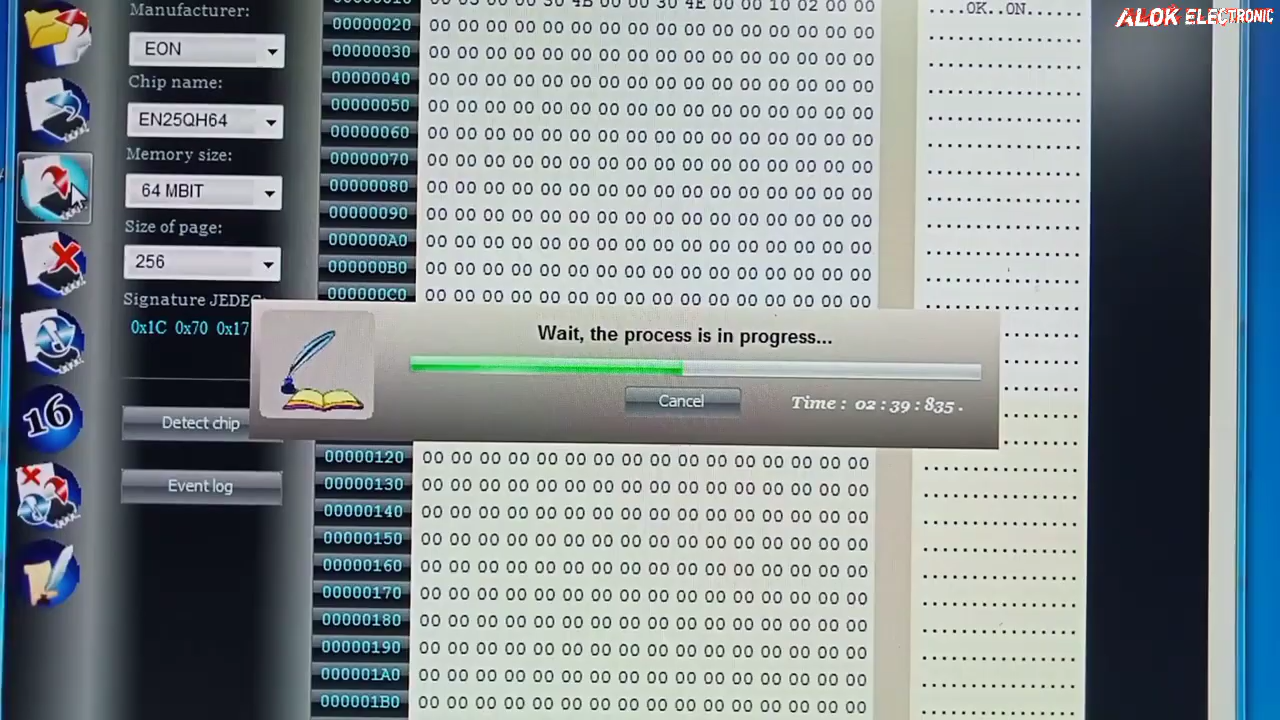 ALOK ELECTRONIC
Manufacturer:
EON
Chip name:
EN25QH64
Memory size:
64 MBIT
Size of page:
256
Signature JEDEC:
0x1C 0x70 0x17
Detect chip
Event log
16
00000020 00 00 00 00 00 00 00 00 00 00 00 00 00 00 00 00 ................
00000030 00 00 00 00 00 00 00 00 00 00 00 00 00 00 00 00 ................
00000040 00 00 00 00 00 00 00 00 00 00 00 00 00 00 00 00 ................
00000050 00 00 00 00 00 00 00 00 00 00 00 00 00 00 00 00 ................
00000060 00 00 00 00 00 00 00 00 00 00 00 00 00 00 00 00 ................
00000070 00 00 00 00 00 00 00 00 00 00 00 00 00 00 00 00 ................
00000080 00 00 00 00 00 00 00 00 00 00 00 00 00 00 00 00 ................
00000090 00 00 00 00 00 00 00 00 00 00 00 00 00 00 00 00 ................
000000A0 00 00 00 00 00 00 00 00 00 00 00 00 00 00 00 00 ................
000000B0 00 00 00 00 00 00 00 00 00 00 00 00 00 00 00 00 ................
000000C0 00 00 00 00 00 00 00 00 00 00 00 00 00 00 00 00 ................
Wait, the process is in progress...
Cancel
Time : 02 : 39 : 835 .
00000120 00 00 00 00 00 00 00 00 00 00 00 00 00 00 00 00 ................
00000130 00 00 00 00 00 00 00 00 00 00 00 00 00 00 00 00 ................
00000140 00 00 00 00 00 00 00 00 00 00 00 00 00 00 00 00 ................
00000150 00 00 00 00 00 00 00 00 00 00 00 00 00 00 00 00 ................
00000160 00 00 00 00 00 00 00 00 00 00 00 00 00 00 00 00 ................
00000170 00 00 00 00 00 00 00 00 00 00 00 00 00 00 00 00 ................
00000180 00 00 00 00 00 00 00 00 00 00 00 00 00 00 00 00 ................
00000190 00 00 00 00 00 00 00 00 00 00 00 00 00 00 00 00 ................
000001A0 00 00 00 00 00 00 00 00 00 00 00 00 00 00 00 00 ................
000001B0 00 00 00 00 00 00 00 00 00 00 00 00 00 00 00 00 ................